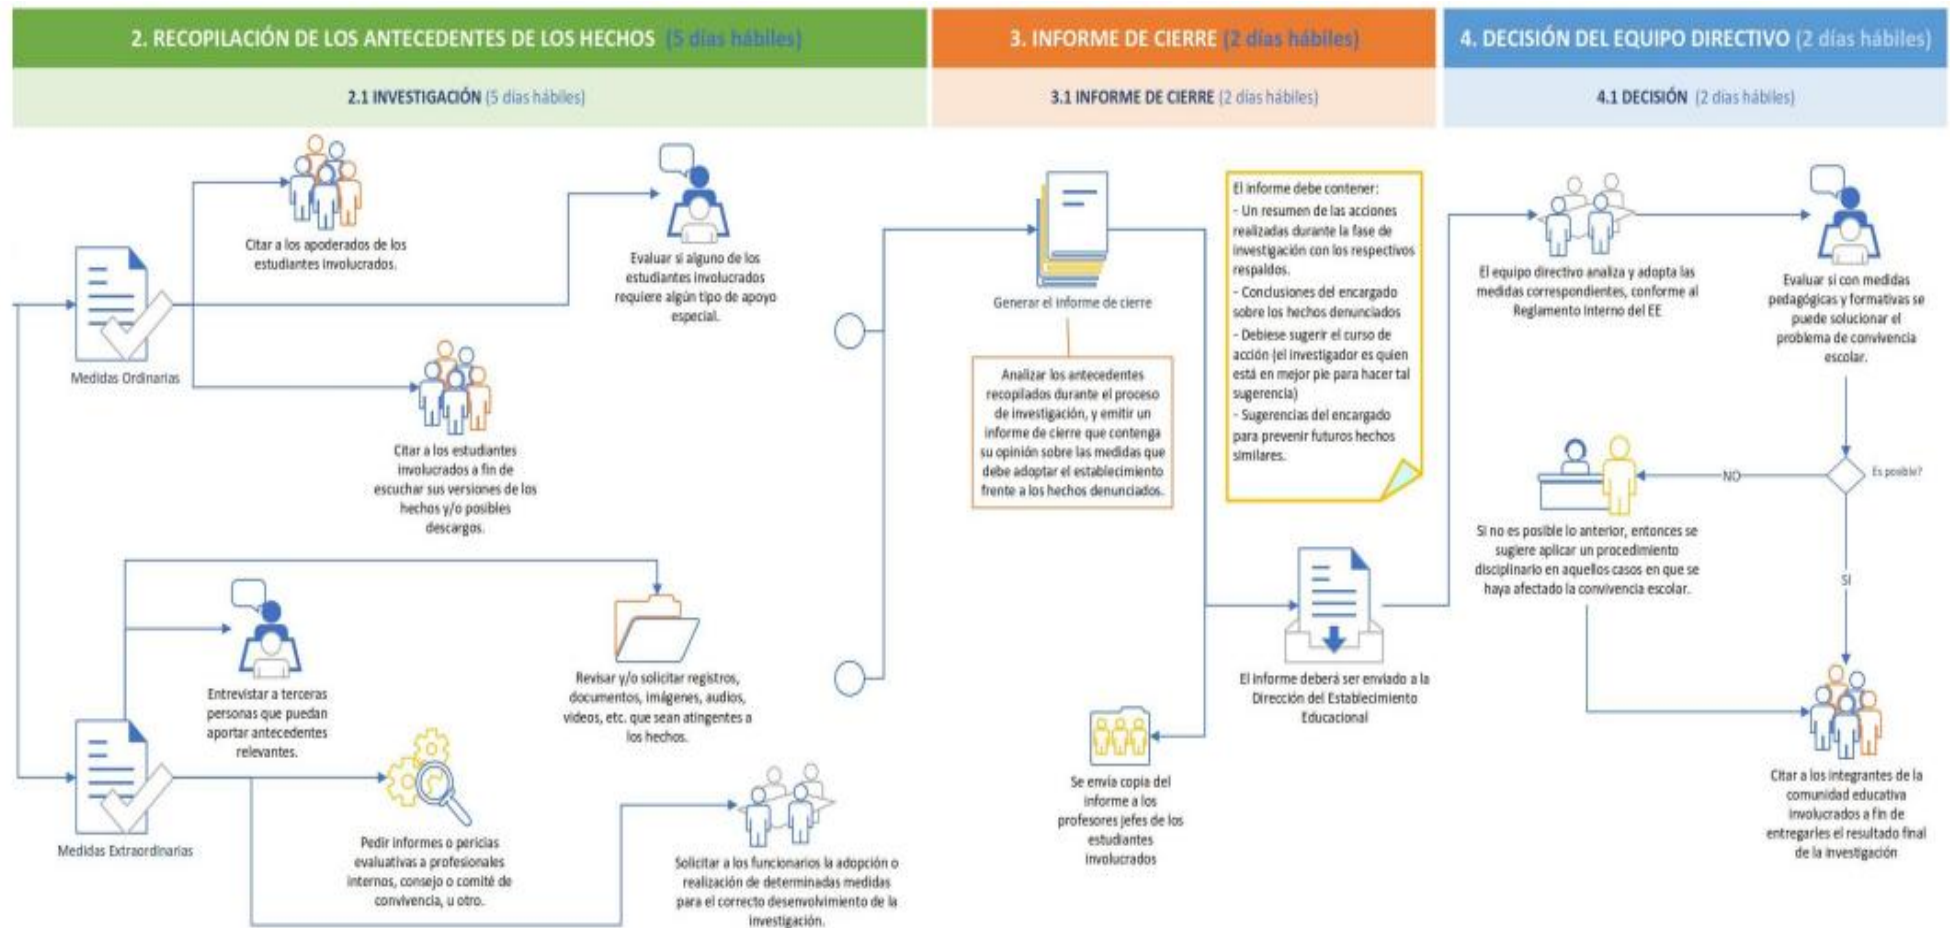 2. RECOPILACIÓN DE LOS ANTECEDENTES DE LOS HECHOS (5 días hábiles)
2.1 INVESTIGACIÓN (5 días hábiles)
Citar a los apoderados de los
estudiantes involucrados.
Evaluar si alguno de los
estudiantes involucrados
requiere algún tipo de apoyo
especial.
Medidas Ordinarias
Citar a los estudiantes
involucrados a fin de
escuchar sus versiones de los
hechos y/o posibles
descargos.
Entrevistar a terceras
personas que puedan
aportar antecedentes
relevantes.
Revisar y/o solicitar registros,
documentos, imágenes, audios,
videos, etc. que sean atingentes a
los hechos.
Medidas Extraordinarias
Pedir informes o pericias
evaluativas a profesionales
internos, consejo o comité de
convivencia, u otro.
Solicitar a los funcionarios la adopción o
realización de determinadas medidas
para el correcto desenvolvimiento de la
investigación.
3. INFORME DE CIERRE (2 días hábiles)
3.1 INFORME DE CIERRE (2 días hábiles)
Generar el informe de cierre
Analizar los antecedentes
recopilados durante el proceso
de investigación, y emitir un
informe de cierre que contenga
su opinión sobre las medidas que
debe adoptar el establecimiento
frente a los hechos denunciados.
El informe debe contener:
- Un resumen de las acciones
realizadas durante la fase de
investigación con los respectivos
respaldos.
- Conclusiones del encargado
sobre los hechos denunciados
- Debiese sugerir el curso de
acción (el investigador es quien
está en mejor pie para hacer tal
sugerencia)
- Sugerencias del encargado
para prevenir futuros hechos
similares.
El informe deberá ser enviado a la
Dirección del Establecimiento
Educacional
Se envía copia del
informe a los
profesores jefes de los
estudiantes
involucrados
4. DECISIÓN DEL EQUIPO DIRECTIVO (2 días hábiles)
4.1 DECISIÓN (2 días hábiles)
El equipo directivo analiza y adopta las
medidas correspondientes, conforme al
Reglamento Interno del EE
Evaluar si con medidas
pedagógicas y formativas se
puede solucionar el
problema de convivencia
escolar.
Es posible?
NO
SI
Si no es posible lo anterior, entonces se
sugiere aplicar un procedimiento
disciplinario en aquellos casos en que se
haya afectado la convivencia escolar.
Citar a los integrantes de la
comunidad educativa
involucrados a fin de
entregarles el resultado final
de la investigación